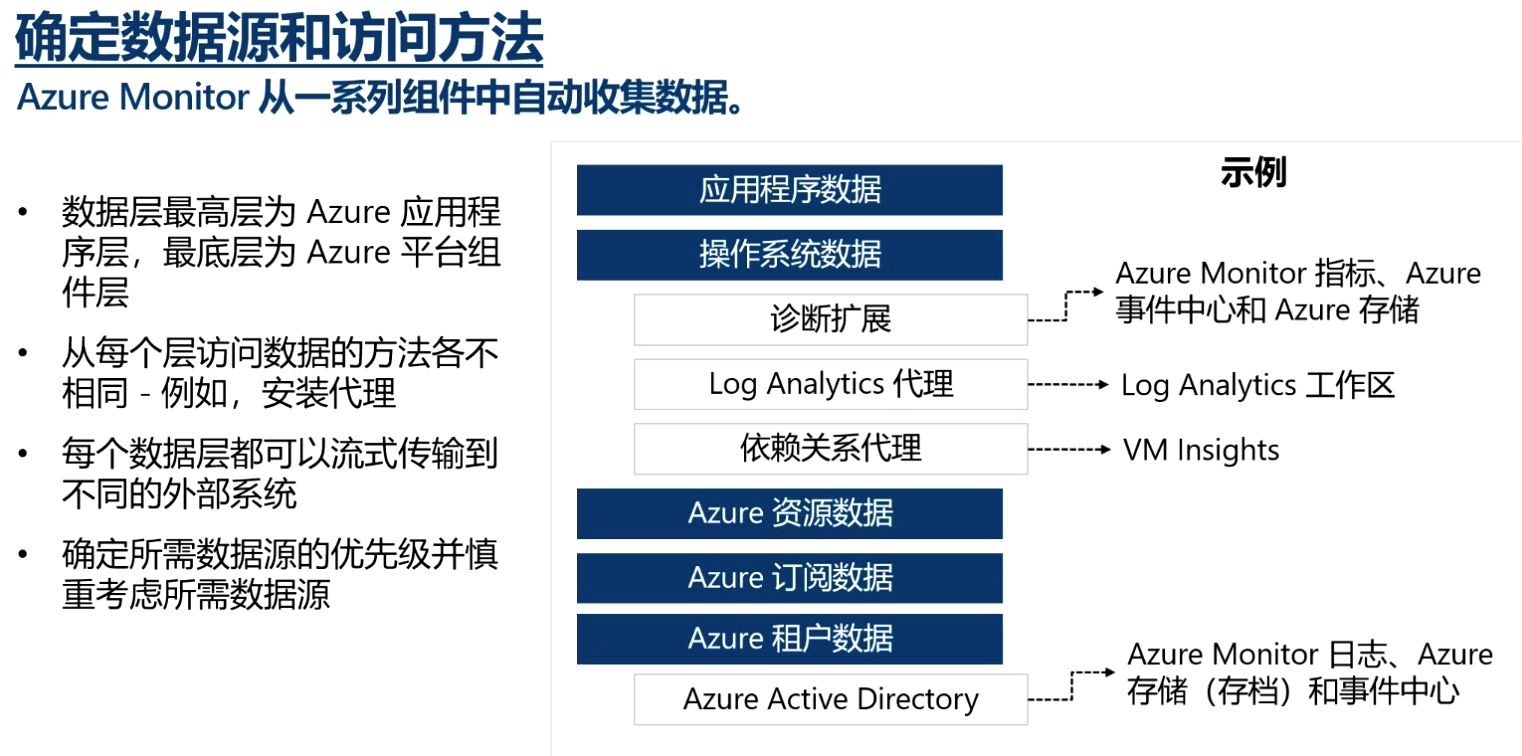 确定数据源和访问方法
Azure Monitor 从一系列组件中自动收集数据。
• 数据层最高层为 Azure 应用程
序层，最底层为 Azure 平台组
件层
• 从每个层访问数据的方法各不
相同 - 例如，安装代理
• 每个数据层都可以流式传输到
不同的外部系统
• 确定所需数据源的优先级并慎
重考虑所需数据源
示例
应用程序数据
操作系统数据
诊断扩展
Azure Monitor 指标、Azure
事件中心和 Azure 存储
Log Analytics 代理
Log Analytics 工作区
依赖关系代理
VM Insights
Azure 资源数据
Azure 订阅数据
Azure 租户数据
Azure Active Directory
Azure Monitor 日志、Azure
存储（存档）和事件中心